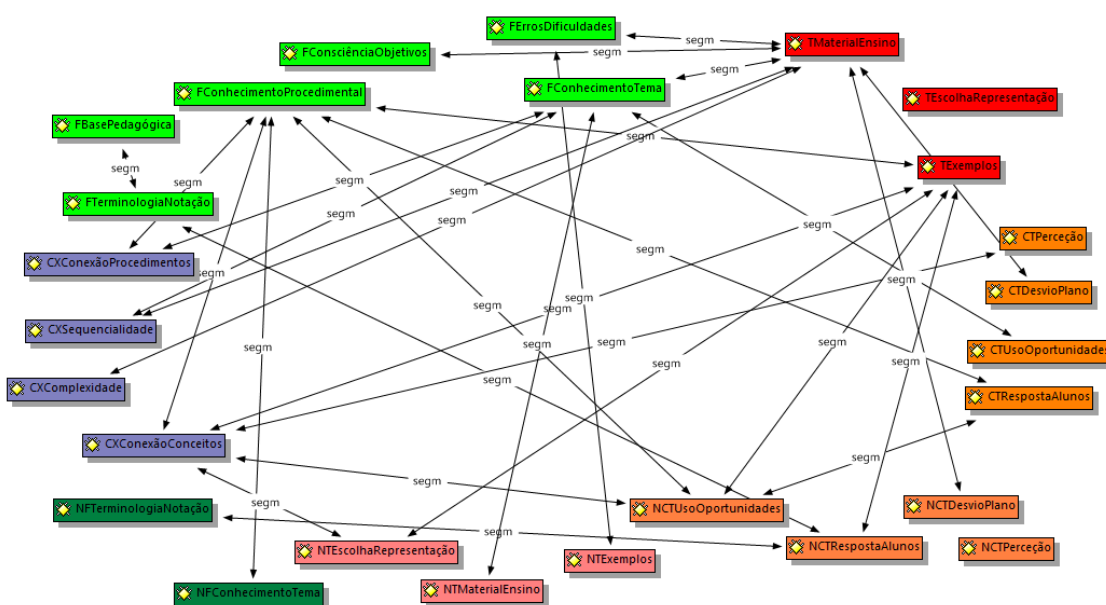 FErrosDificuldades
segm
TMaterialEnsino
FConsciênciaObjetivos
segm
segm
FConhecimentoProcedimental
FConhecimentoTema
segm
TEscolhaRepresentação
segm
FBasePedagógica
segm
TExemplos
segm
segm
segm
FTerminologiaNotação
segm
segm
segm
CTPerceção
segm
CXConexãoProcedimentos
segm
segm
segm
CTDesvioPlano
segm
segm
segm
CXSequencialidade
segm
segm
segm
segm
CTUsoOportunidades
segm
segm
CXComplexidade
segm
CTRespostaAlunos
CXConexãoConceitos
segm
segm
segm
NFTerminologiaNotação
NCTUsoOportunidades
NCTDesvioPlano
segm
NCTRespostaAlunos
NCTPerceção
NTEscolhaRepresentação
NTExemplos
NFConhecimentoTema
NTMaterialEnsino